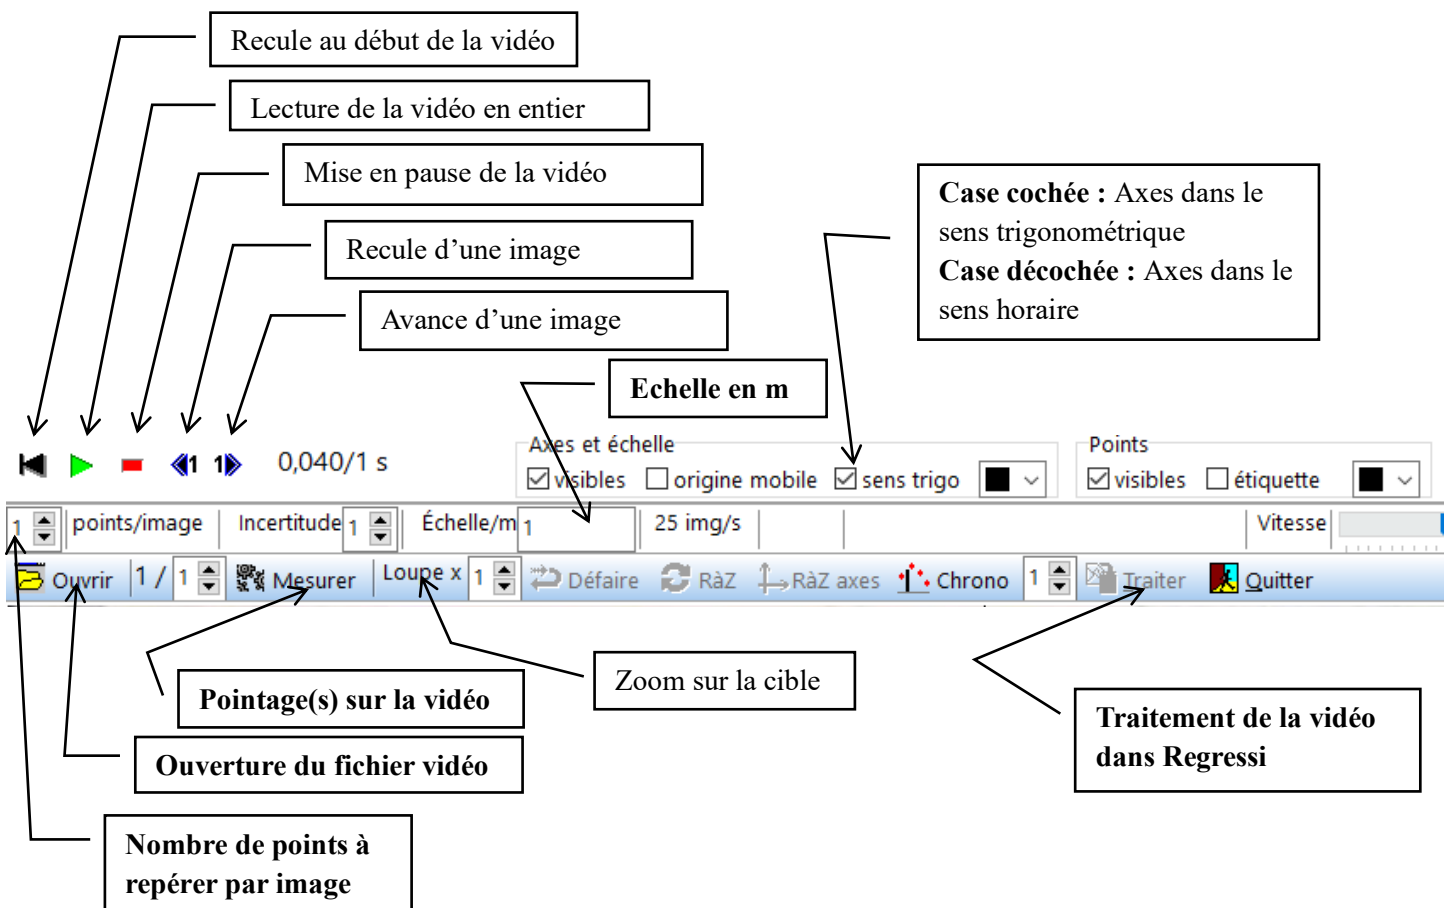 Recule au début de la vidéo
Lecture de la vidéo en entier
Mise en pause de la vidéo
Recule d’une image
Avance d’une image
Case cochée : Axes dans le
sens trigonométrique
Case décochée : Axes dans le
sens horaire
Echelle en m
1 1 0,040/1 s
Axes et échelle
visibles origine mobile sens trigo
Points
visibles étiquette
1 points/image Incertitude 1 Échelle/m 1 25 img/s Vitesse
Ouvrir 1 / 1 Mesurer Loupe x 1 Défaire RàZ RàZ axes Chrono 1 Traiter Quitter
Pointage(s) sur la vidéo
Zoom sur la cible
Traitement de la vidéo
dans Regressi
Ouverture du fichier vidéo
Nombre de points à
repérer par image